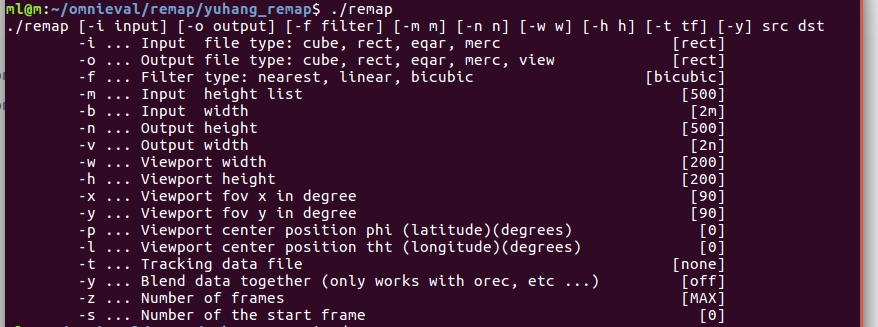 ml@m:~/omnieval/remap/yuhang_remap$ ./remap
./remap [-i input] [-o output] [-f filter] [-m m] [-n n] [-w w] [-h h] [-t tf] [-y] src dst
-i ... Input  file type: cube, rect, eqar, merc [rect]
-o ... Output file type: cube, rect, eqar, merc, view [rect]
-f ... Filter type: nearest, linear, bicubic [bicubic]
-m ... Input  height list [500]
-b ... Input  width [2m]
-n ... Output height [500]
-v ... Output width [2n]
-w ... Viewport width [200]
-h ... Viewport height [200]
-x ... Viewport fov x in degree [90]
-y ... Viewport fov y in degree [90]
-p ... Viewport center position phi (latitude)(degrees) [0]
-l ... Viewport center position tht (longitude)(degrees) [0]
-t ... Tracking data file [none]
-y ... Blend data together (only works with orec, etc ...) [off]
-z ... Number of frames [MAX]
-s ... Number of the start frame [0]